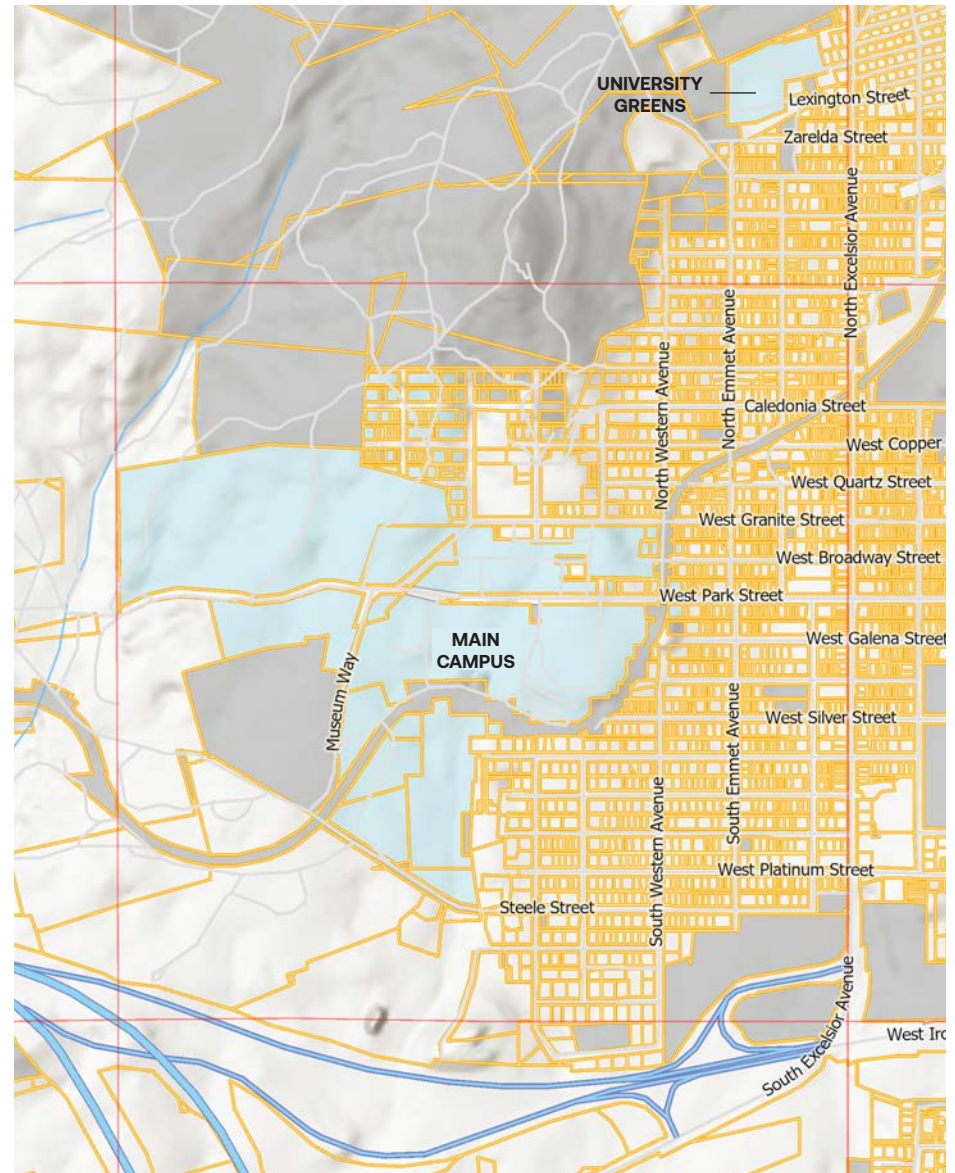 UNIVERSITY
GREENS
Lexington Street
Zarelda Street
North Excelsior Avenue
North Emmet Avenue
North Western Avenue
Caledonia Street
West Copper
West Quartz Street
West Granite Street
West Broadway Street
West Park Street
MAIN
CAMPUS
West Galena Street
Museum Way
West Silver Street
South Emmet Avenue
South Western Avenue
West Platinum Street
Steele Street
South Excelsior Avenue
West Iro